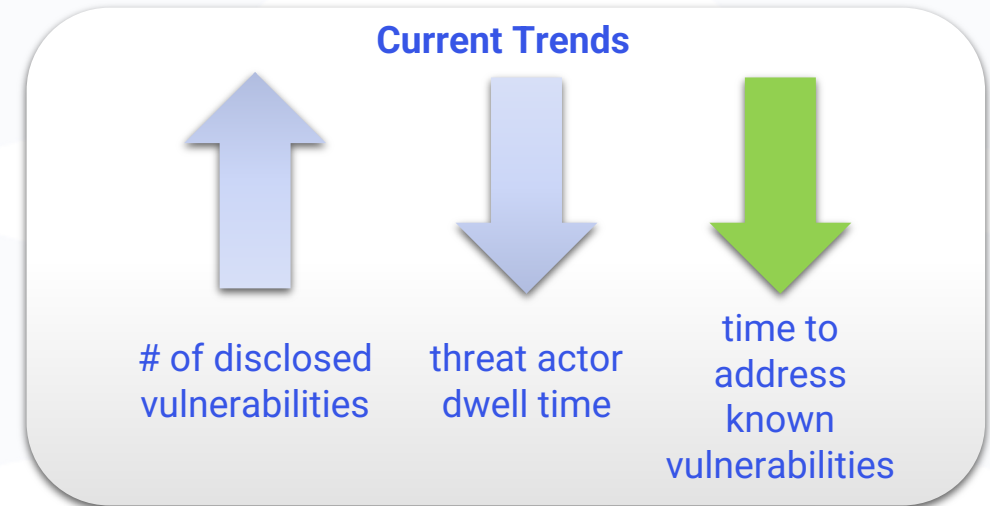 Current Trends
# of disclosed
vulnerabilities
threat actor
dwell time
time to
address
known
vulnerabilities